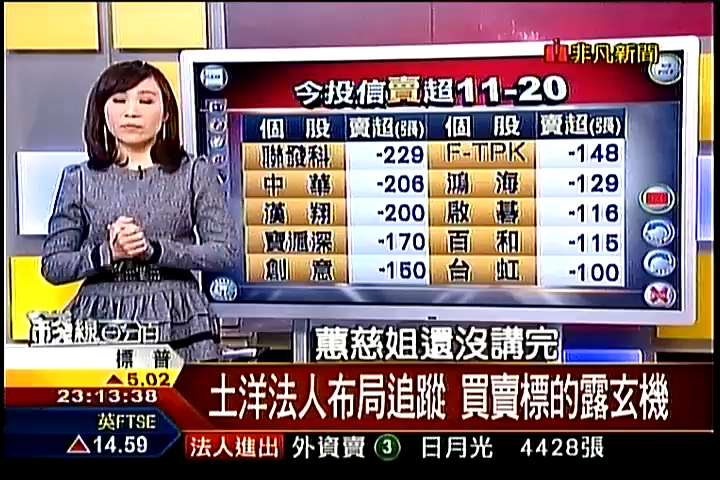 非凡新聞
今投信賣超11-20
個股 賣超(張) 個股 賣超(張)
聯發科 -229 F-TPK -148
中華 -206 鴻海 -129
漢翔 -200 啟碁 -116
寶滬深 -170 百和 -115
創意 -150 台虹 -100
蕙慈姐還沒講完
標普
▲5.02
23:13:38
土洋法人布局追蹤 買賣標的露玄機
英FTSE
▲14.59
法人進出 外資賣 3 日月光 4428張